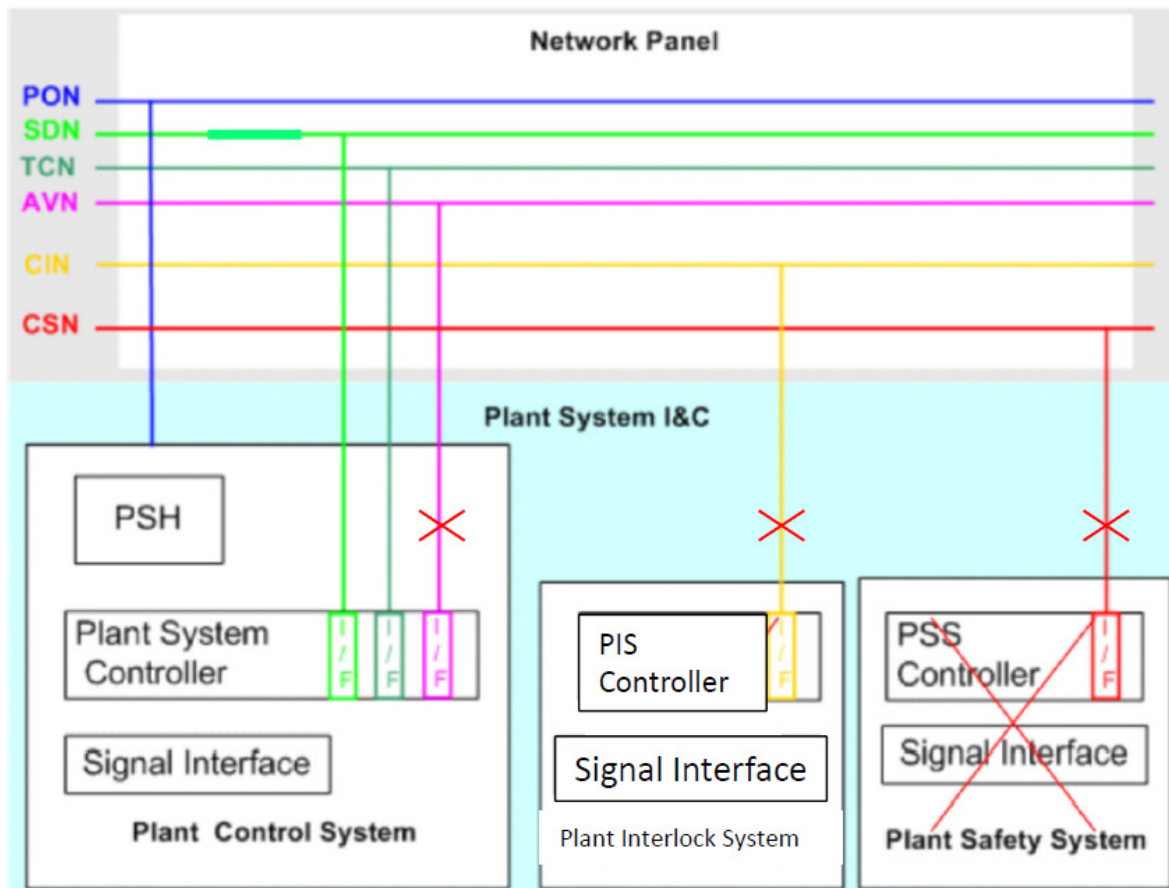 Network Panel
PON
SDN
TCN
AVN
CIN
CSN
Plant System I&C
PSH
Plant System
Controller
I/F
I/F
I/F
Signal Interface
Plant Control System
PIS
Controller
I/F
Signal Interface
Plant Interlock System
PSS
Controller
I/F
Signal Interface
Plant Safety System